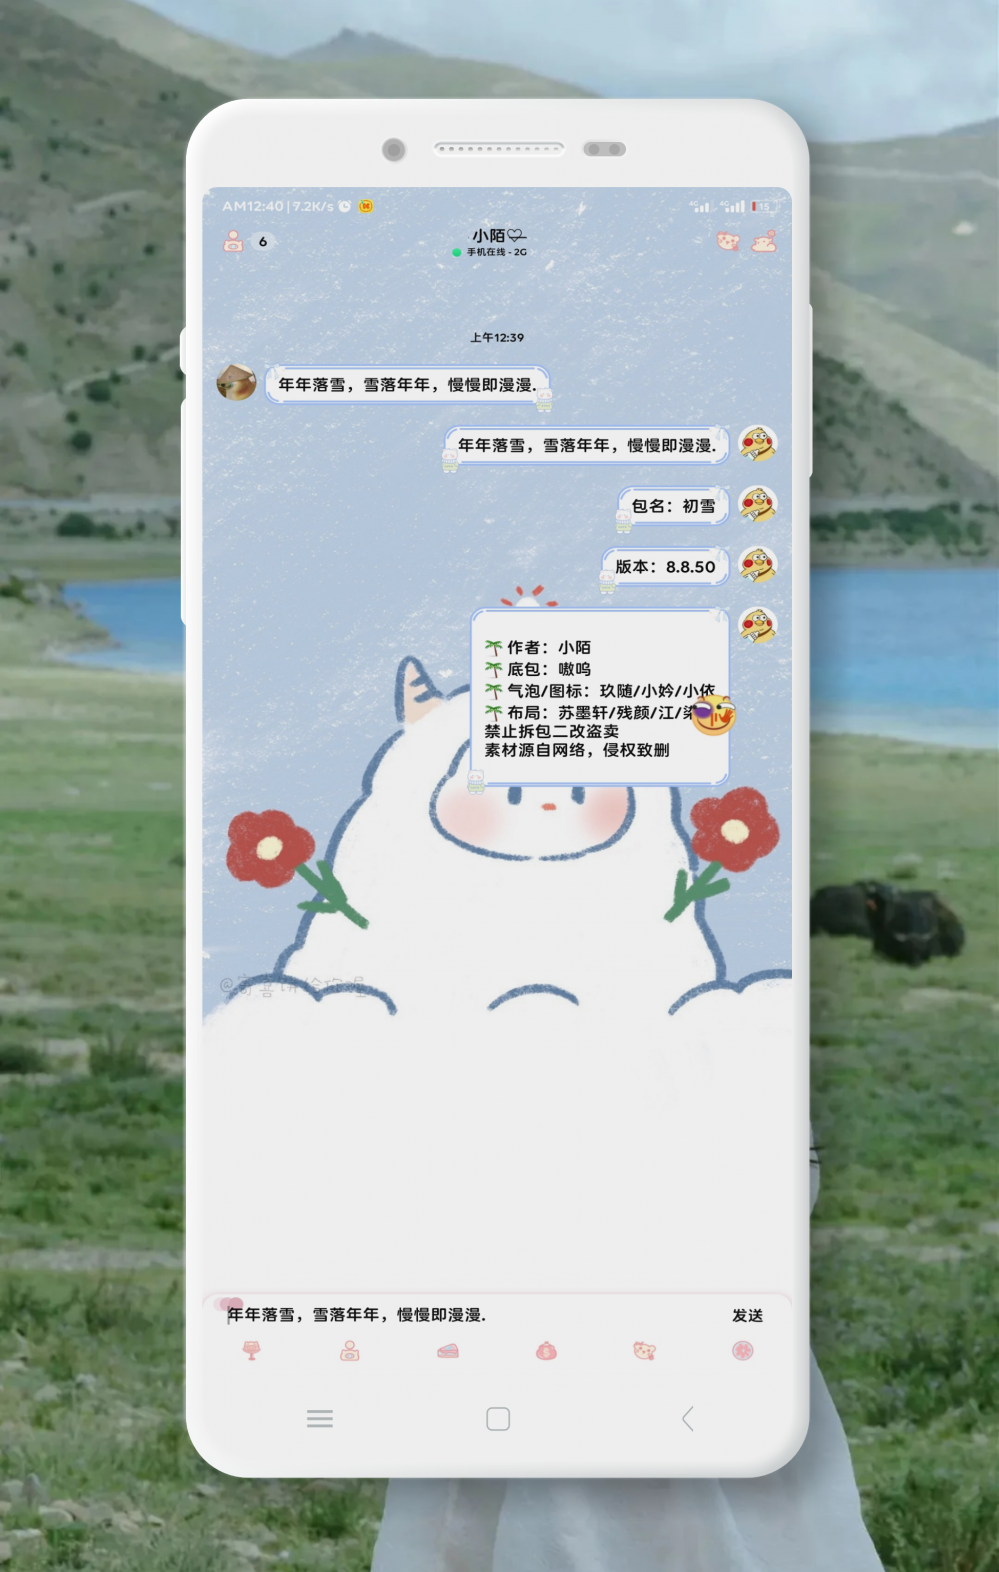 AM12:40 | 7.2K/s
4G
4G
15
6
小陌
手机在线 - 2G
上午12:39
年年落雪，雪落年年，慢慢即漫漫.
年年落雪，雪落年年，慢慢即漫漫.
包名：初雪
版本：8.8.50
🌴作者：小陌
🌴底包：嗷呜
🌴气泡/图标：玖随/小妗/小依
🌴布局：苏墨轩/残颜/江/
禁止拆包二改盗卖
素材源自网络，侵权致删
年年落雪，雪落年年，慢慢即漫漫.
发送